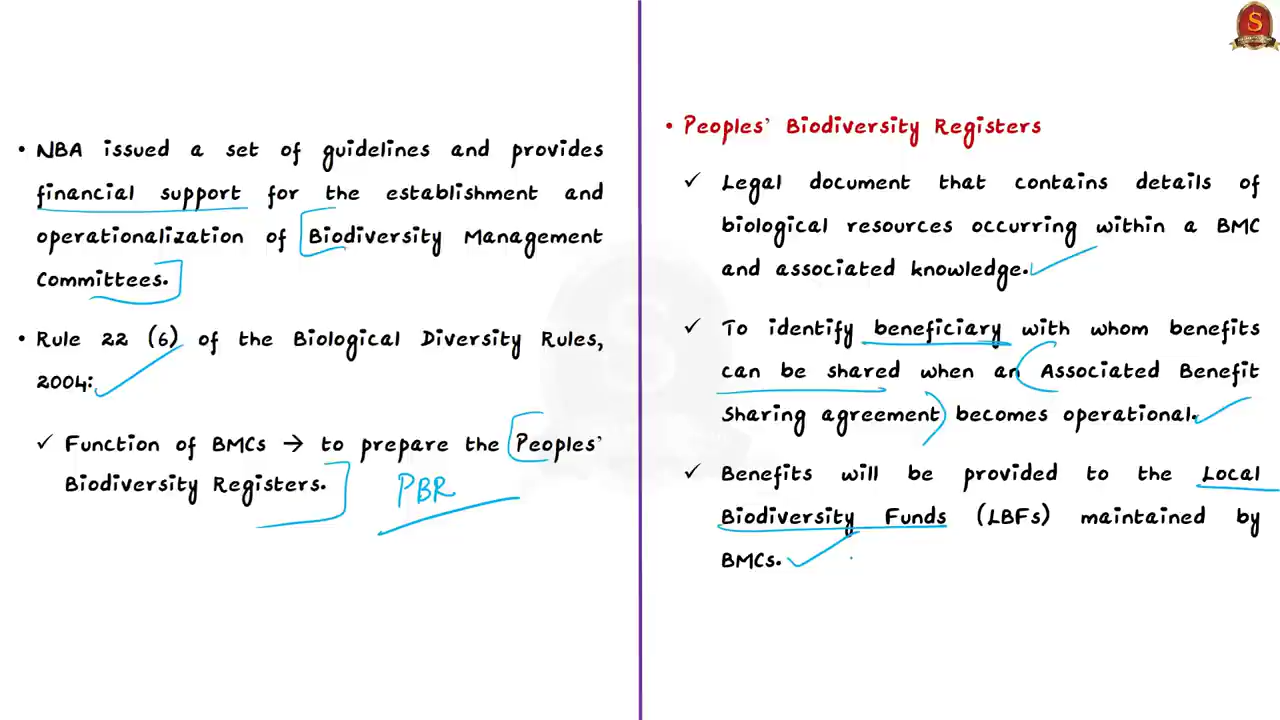 • NBA issued a set of guidelines and provides
financial support for the establishment and
operationalization of Biodiversity Management
Committees.
• Rule 22 (6) of the Biological Diversity Rules,
2004:
✓ Function of BMCs → to prepare the Peoples'
Biodiversity Registers.
PBR
• Peoples' Biodiversity Registers
✓ Legal document that contains details of
biological resources occurring within a BMC
and associated knowledge.
✓ To identify beneficiary with whom benefits
can be shared when an Associated Benefit
Sharing agreement becomes operational.
✓ Benefits will be provided to the Local
Biodiversity Funds (LBFs) maintained by
BMCs.
S